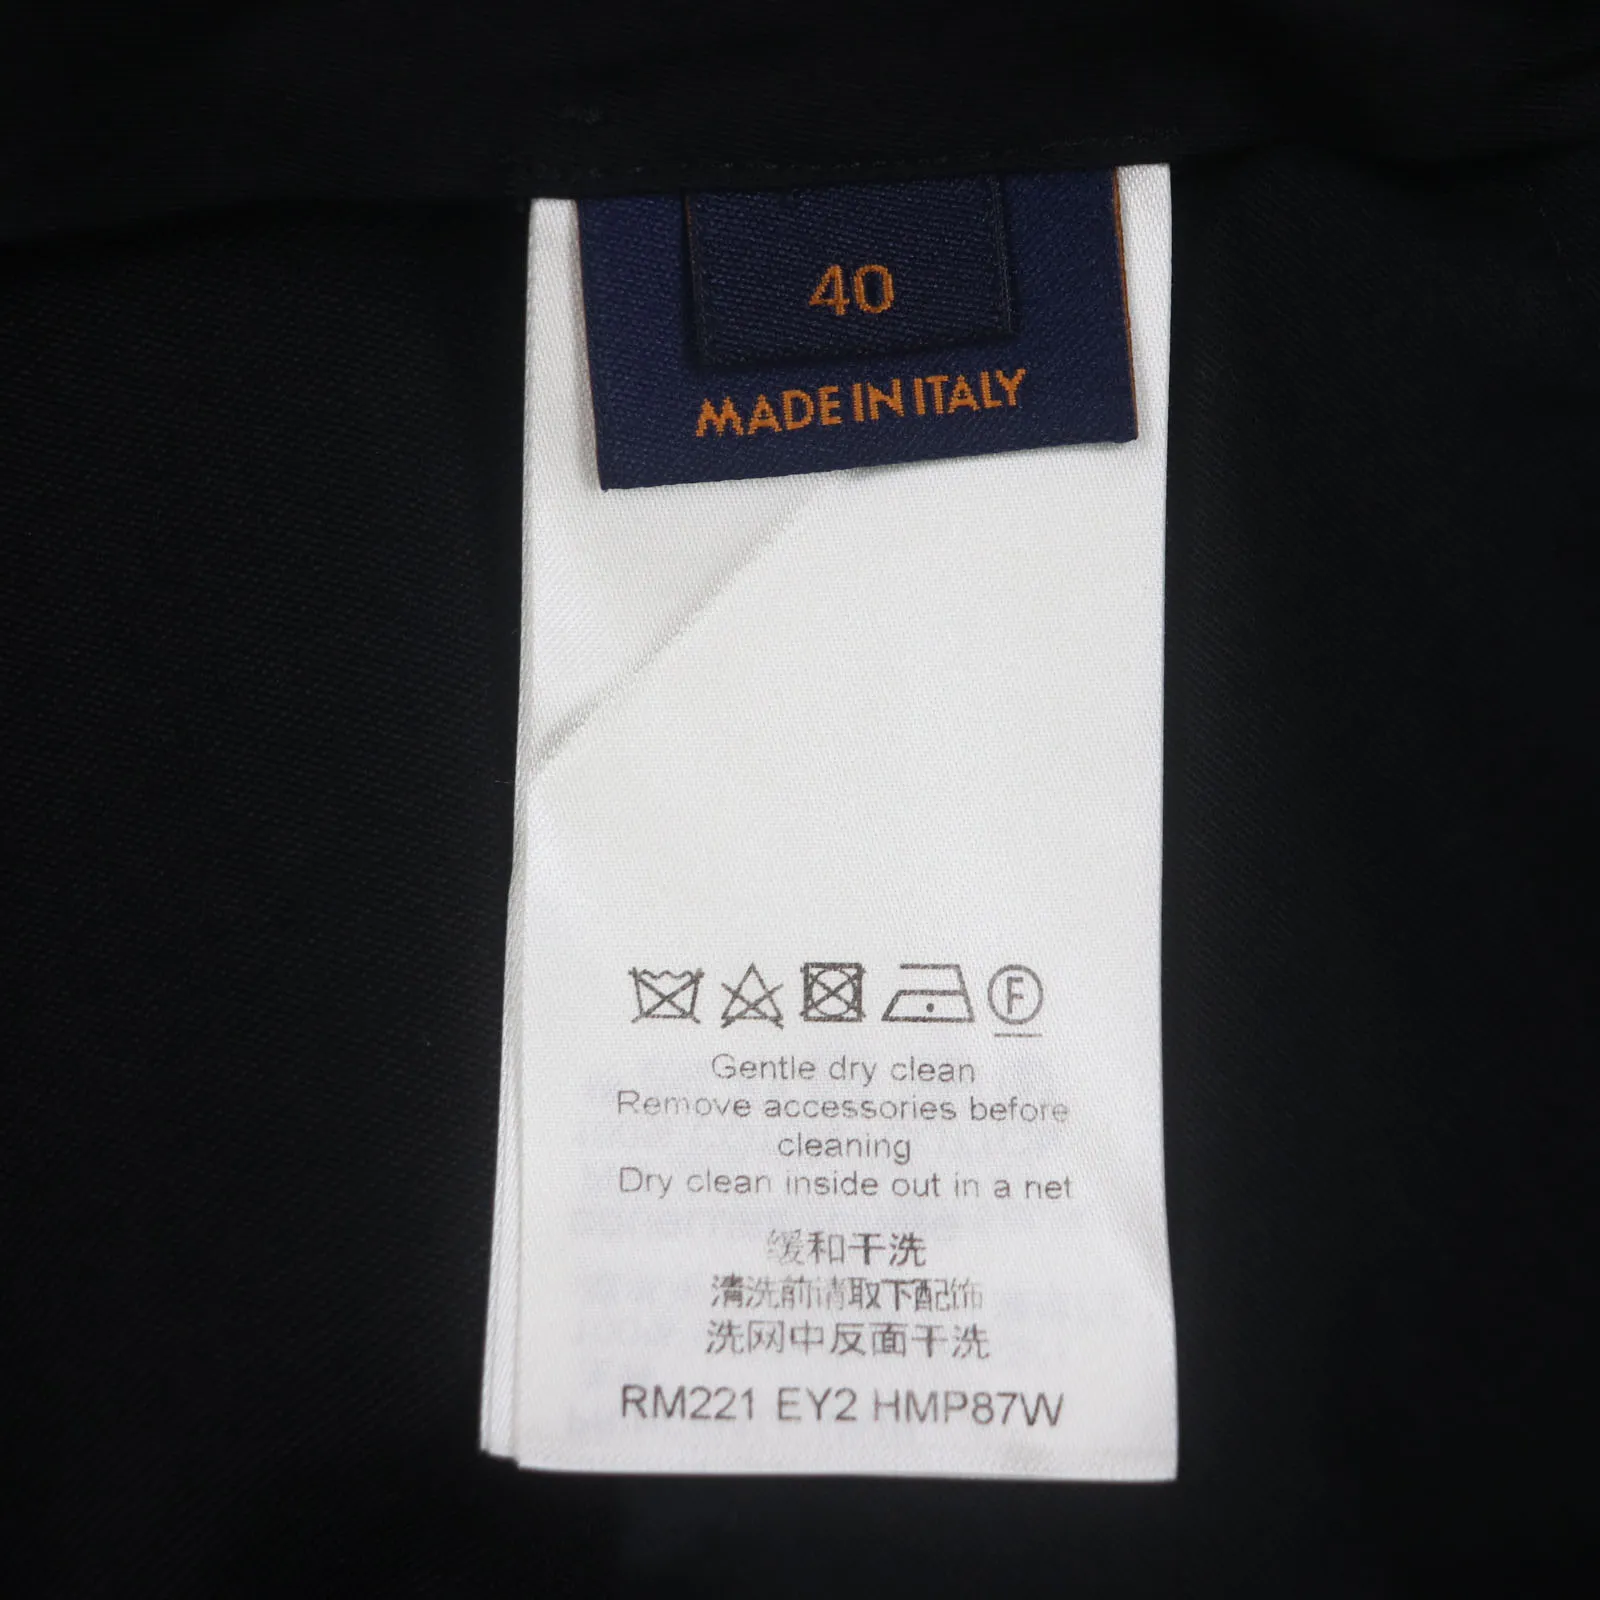 40
MADE IN ITALY
F
Gentle dry clean
Remove accessories before
cleaning
Dry clean inside out in a net
缓和干洗
清洗前请取下配饰
洗网中反面干洗
RM221 EY2 HMP87W